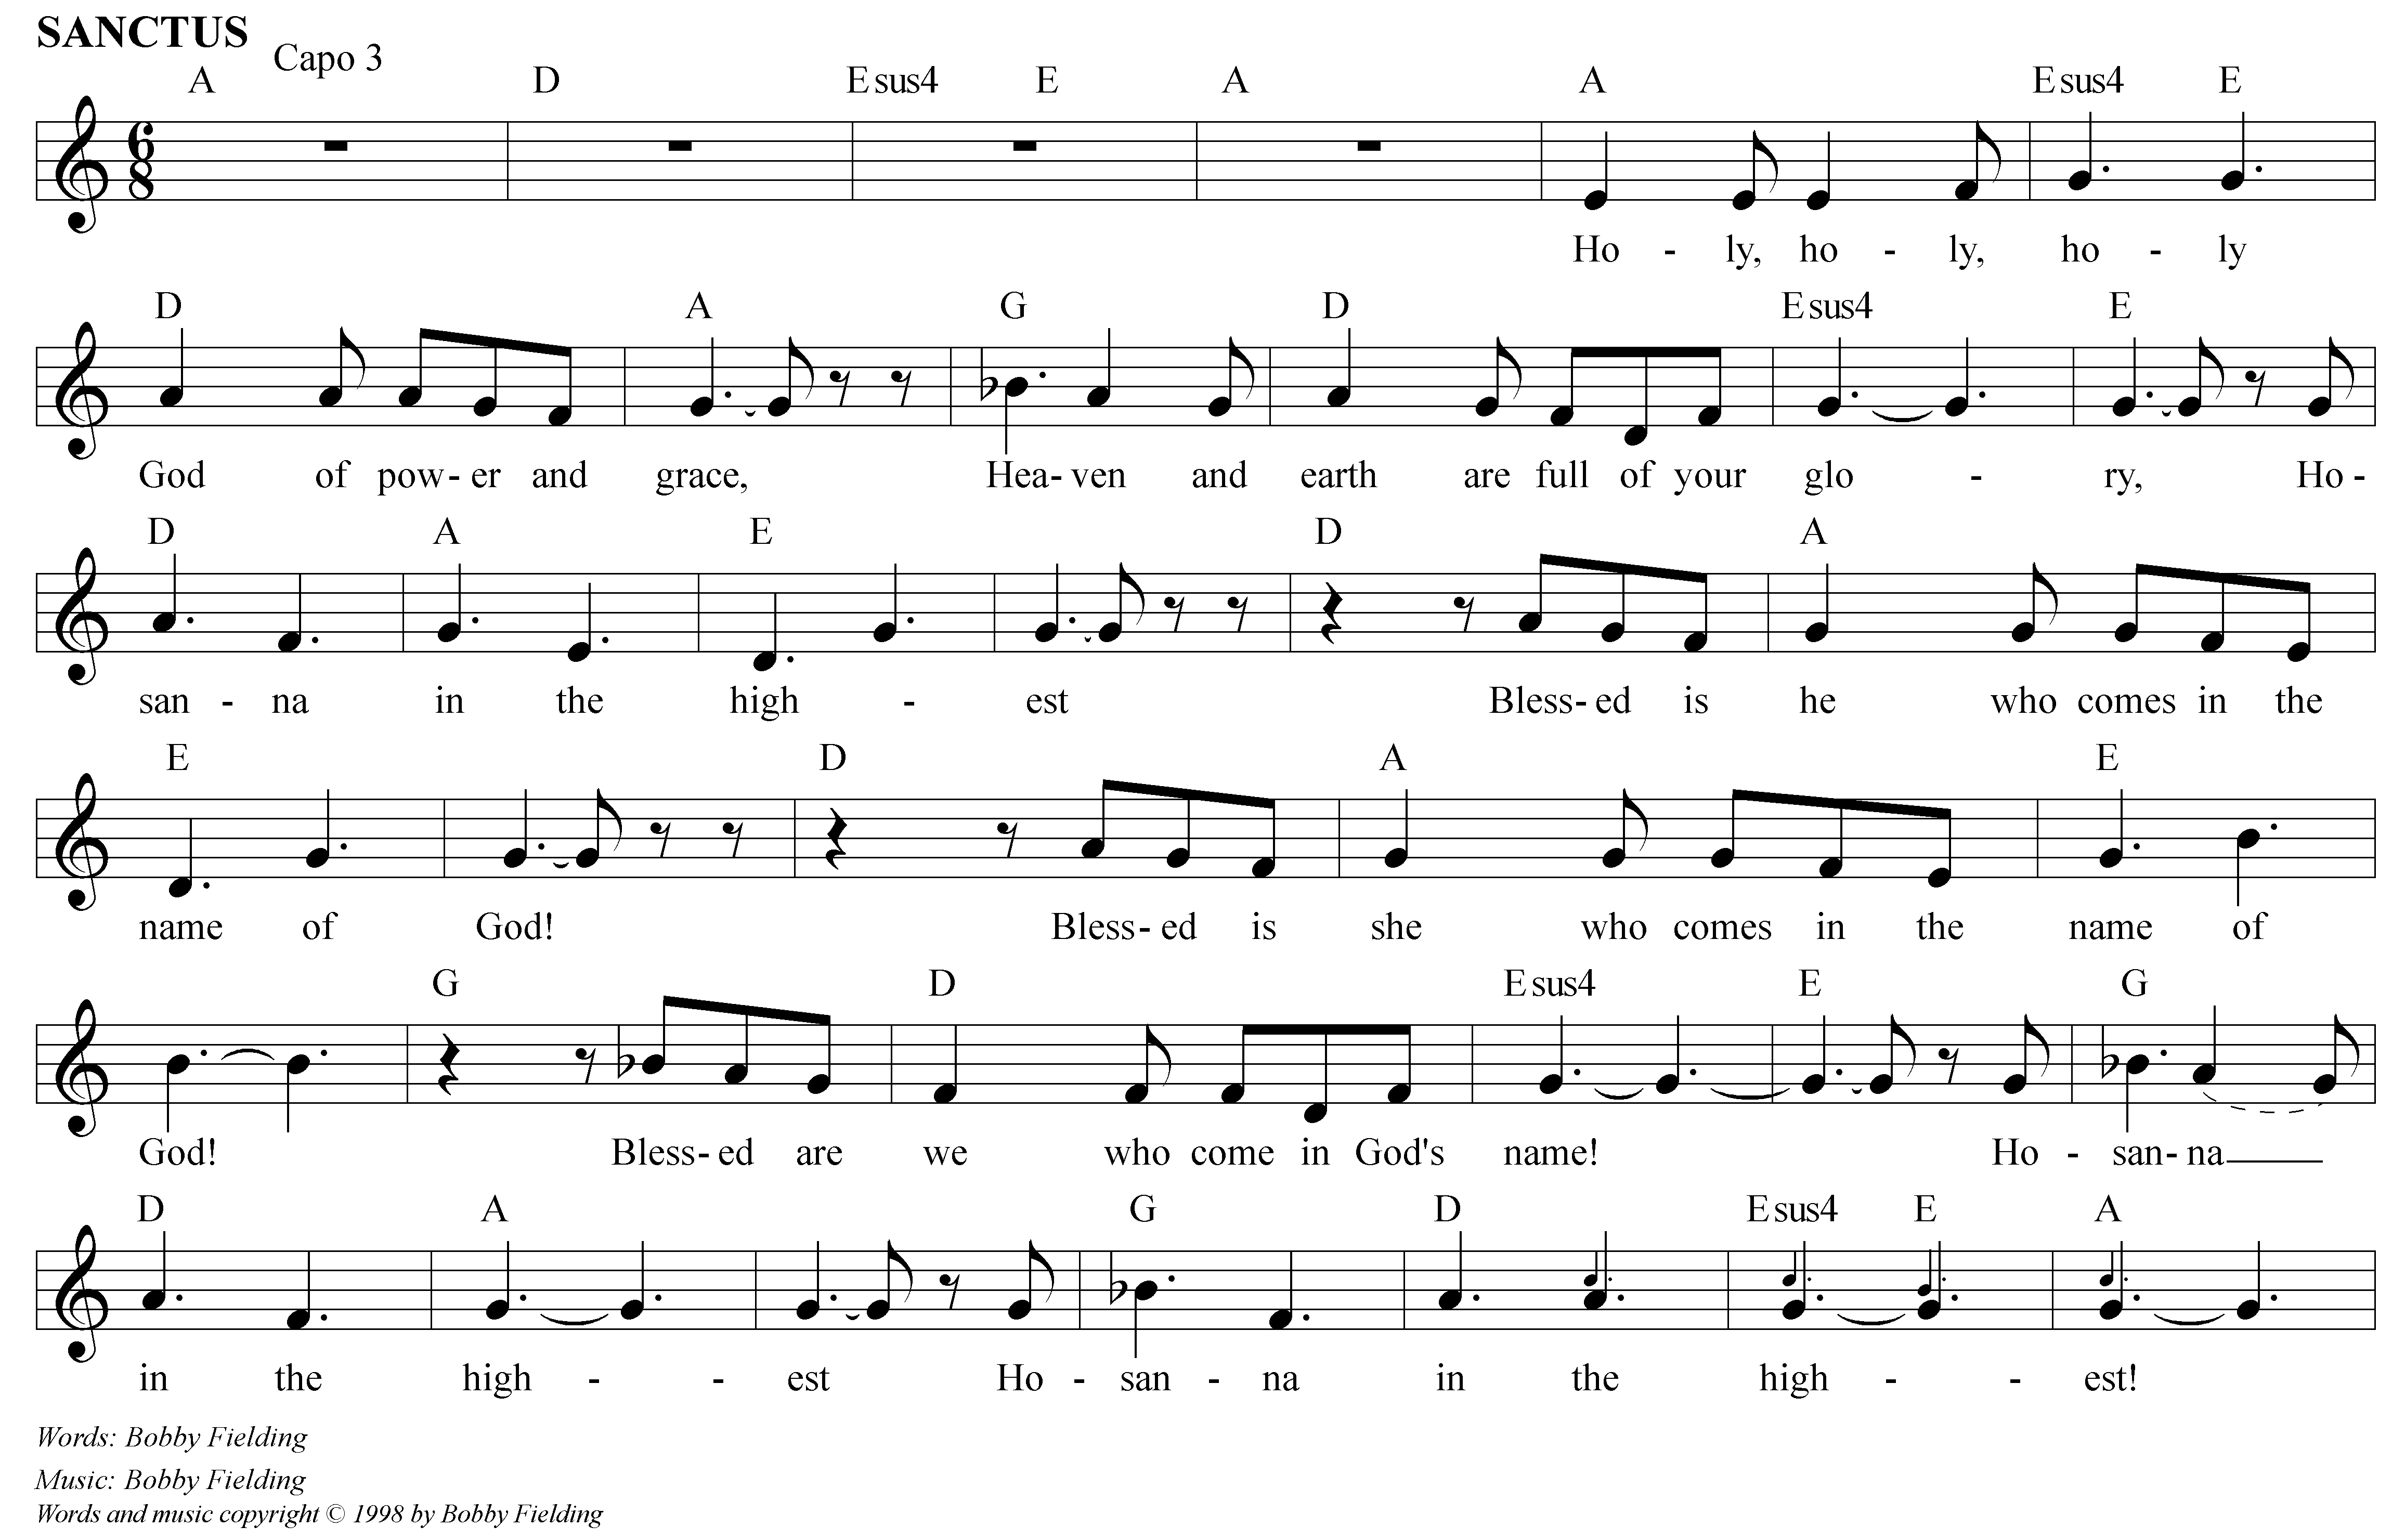 SANCTUS
Capo 3
A D Esus4 E A A Esus4 E
6
8
Ho - ly, ho - ly, ho - ly
D A G D Esus4 E
God of pow- er and grace, Hea- ven and earth are full of your glo - ry, Ho -
D A E D A
san - na in the high - est Bless- ed is he who comes in the
E D A E
name of God! Bless- ed is she who comes in the name of
G D Esus4 E G
God! Bless- ed are we who come in God's name! Ho - san- na
D A G D Esus4 E A
in the high - - est Ho - san - na in the high - - est!
Words: Bobby Fielding
Music: Bobby Fielding
Words and music copyright © 1998 by Bobby Fielding